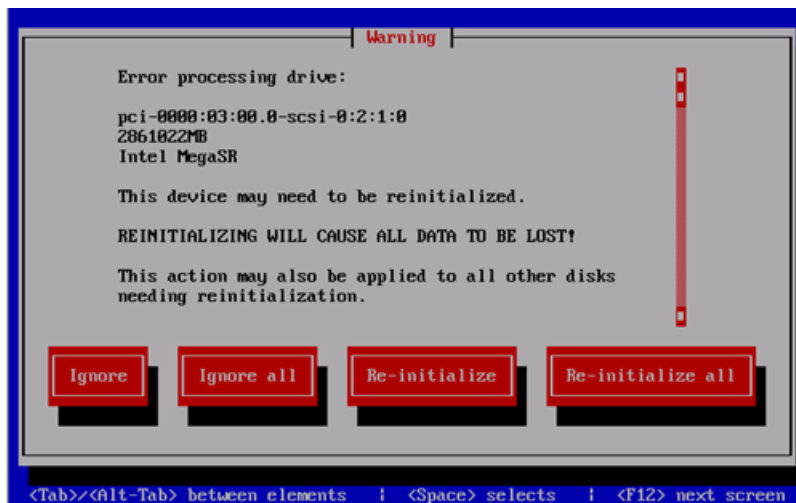 Warning
Error processing drive:
pci-0000:03:00.0-scsi-0:2:1:0
2861022MB
Intel MegaSR
This device may need to be reinitialized.
REINITIALIZING WILL CAUSE ALL DATA TO BE LOST!
This action may also be applied to all other disks
needing reinitialization.
Ignore
Ignore all
Re-initialize
Re-initialize all
<Tab>/<Alt-Tab> between elements | <Space> selects | <F12> next screen